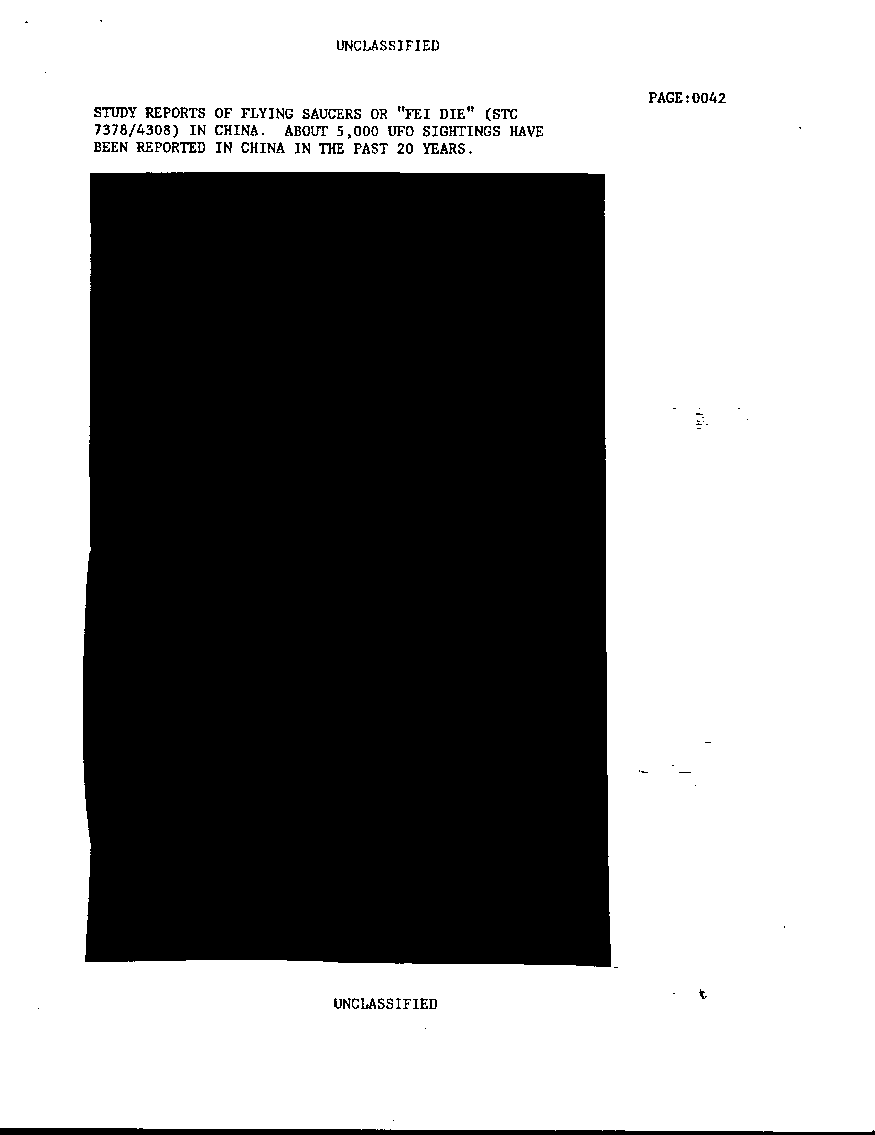 UNCLASSIFIED
PAGE:0042
STUDY REPORTS OF FLYING SAUCERS OR "FEI DIE" (STC
7378/4308) IN CHINA. ABOUT 5,000 UFO SIGHTINGS HAVE
BEEN REPORTED IN CHINA IN THE PAST 20 YEARS.
UNCLASSIFIED